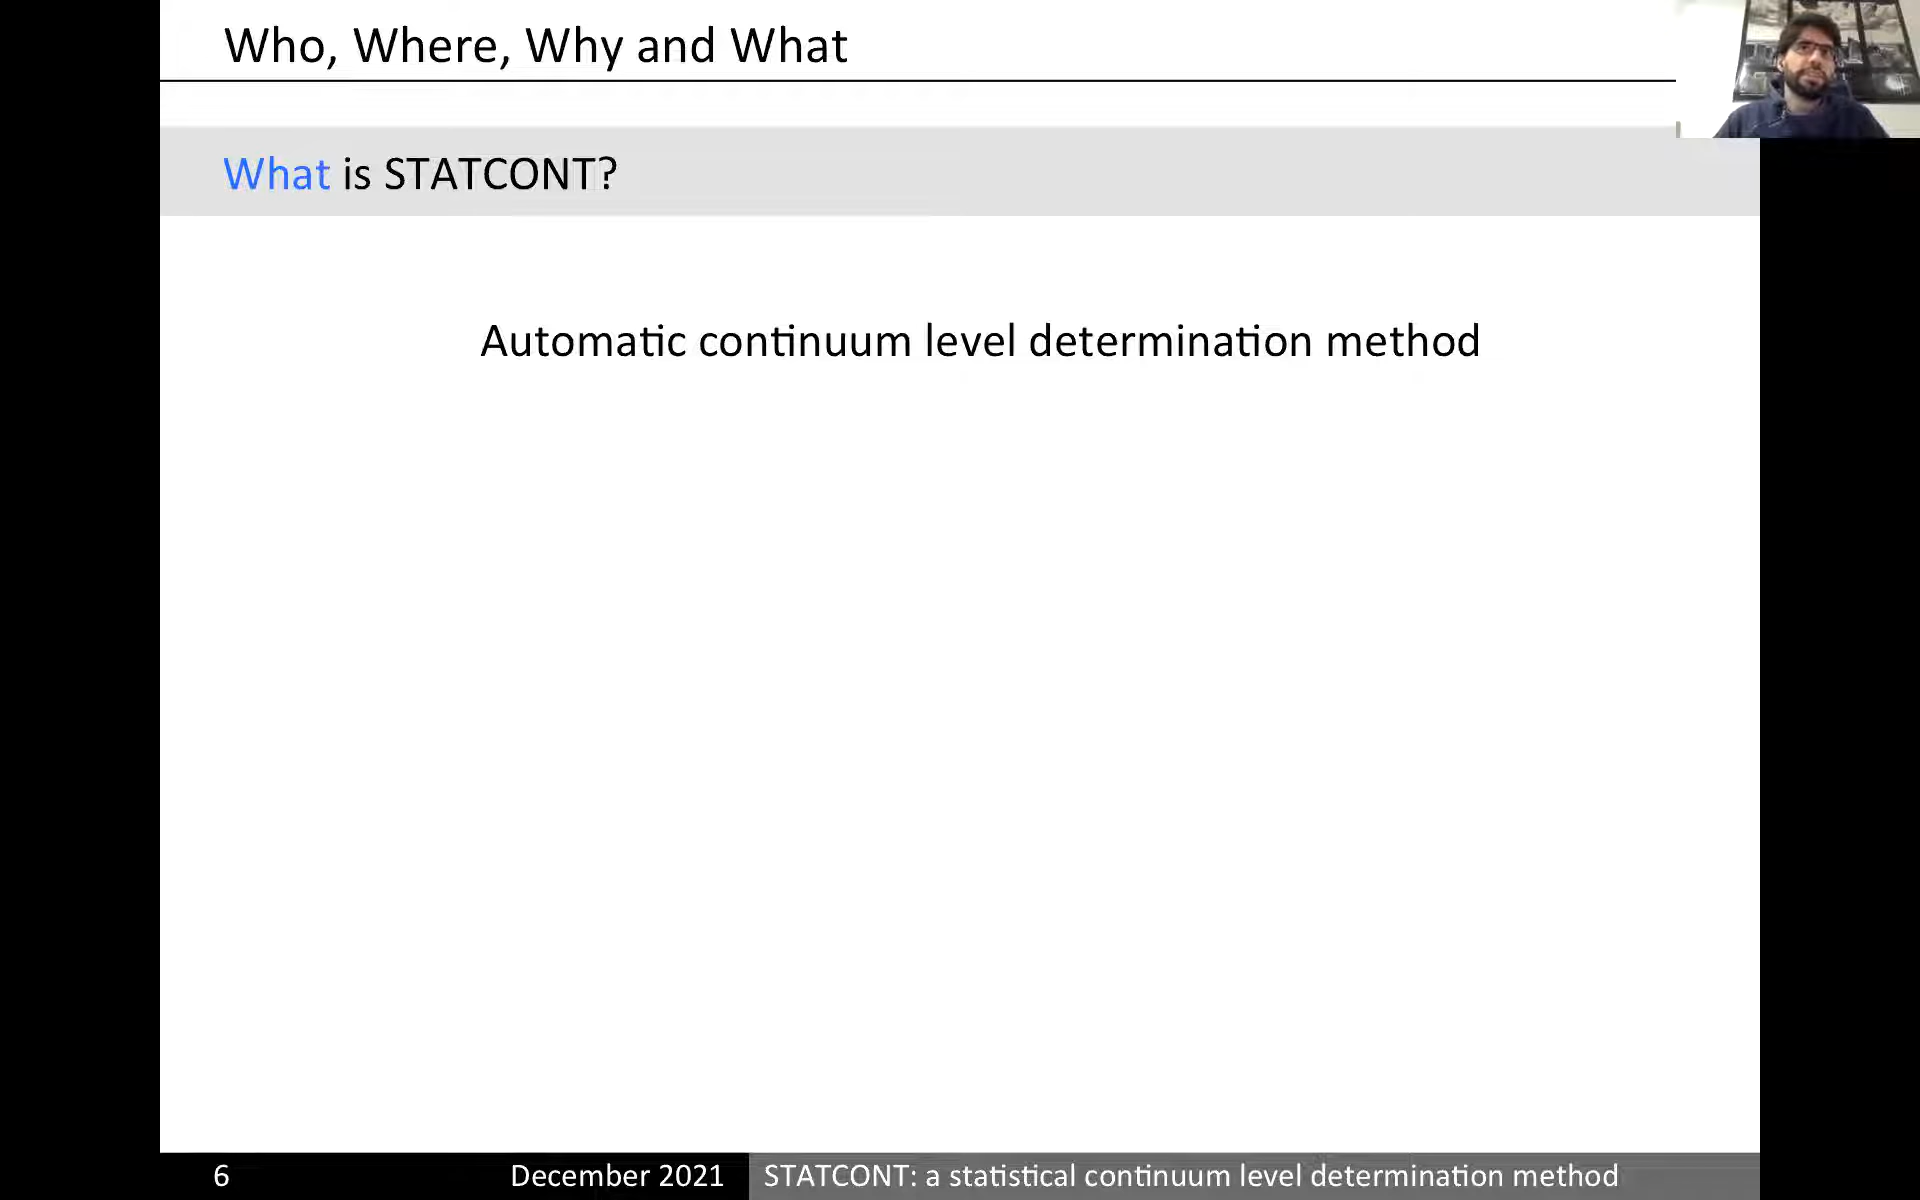 Who, Where, Why and What
What is STATCONT?
Automatic continuum level determination method
6
December 2021
STATCONT: a statistical continuum level determination method